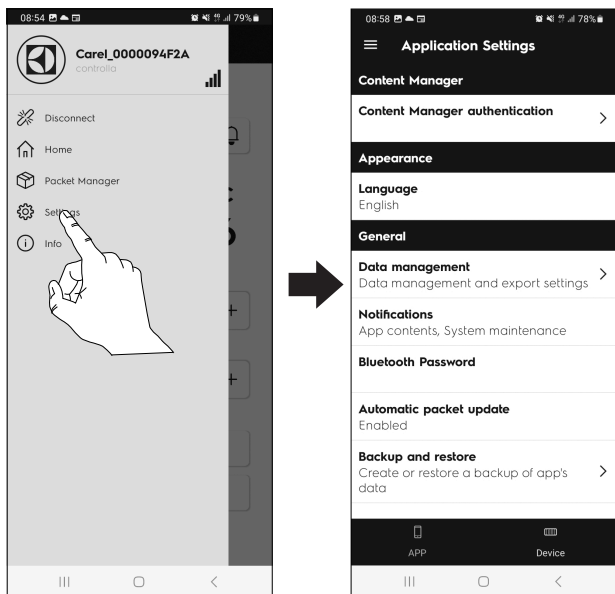 08:54 79%
Carel_0000094F2A
controlla
Disconnect
Home
Packet Manager
Settings
Info
08:58 78%
Application Settings
Content Manager
Content Manager authentication
Appearance
Language
English
General
Data management
Data management and export settings
Notifications
App contents, System maintenance
Bluetooth Password
Automatic packet update
Enabled
Backup and restore
Create or restore a backup of app's
data
APP Device